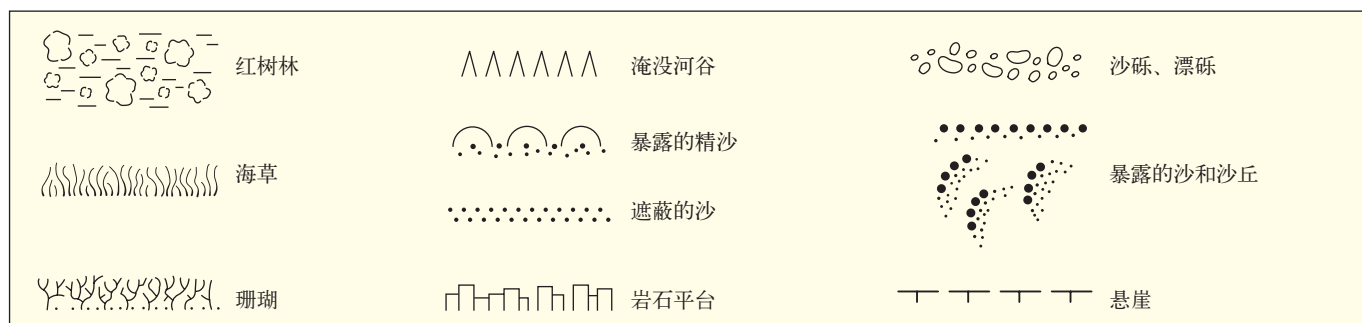 红树林
海草
珊瑚
淹没河谷
暴露的精沙
遮蔽的沙
岩石平台
沙砾、漂砾
暴露的沙和沙丘
悬崖